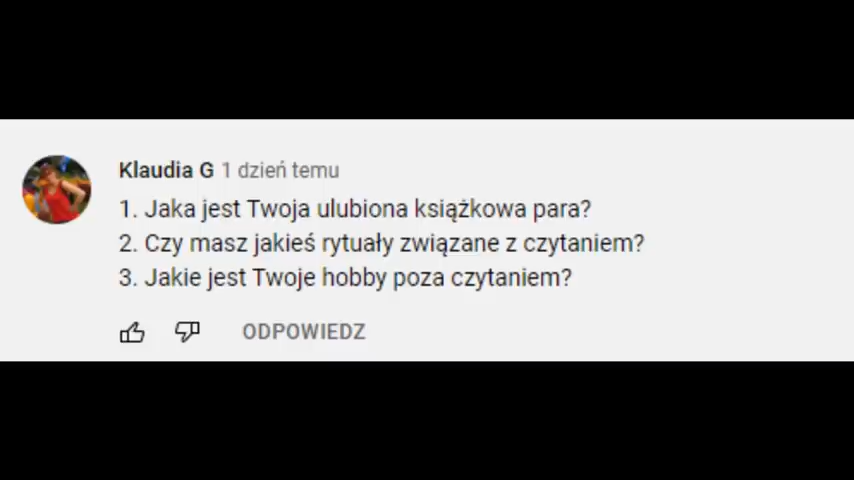 Klaudia G 1 dzień temu
1. Jaka jest Twoja ulubiona książkowa para?
2. Czy masz jakieś rytuały związane z czytaniem?
3. Jakie jest Twoje hobby poza czytaniem?
ODPOWIEDZ